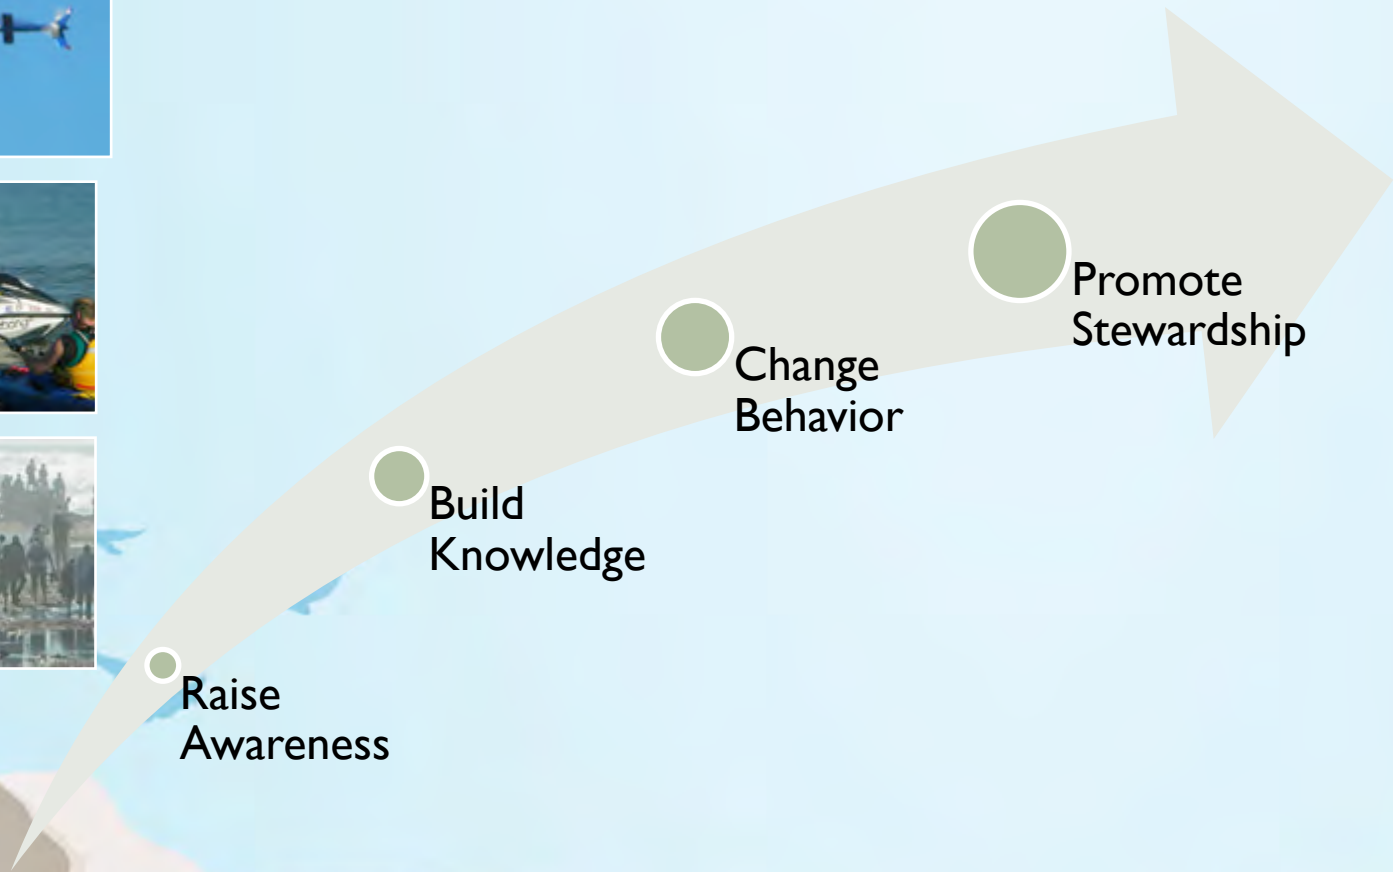 Promote
Stewardship
Change
Behavior
Build
Knowledge
Raise
Awareness